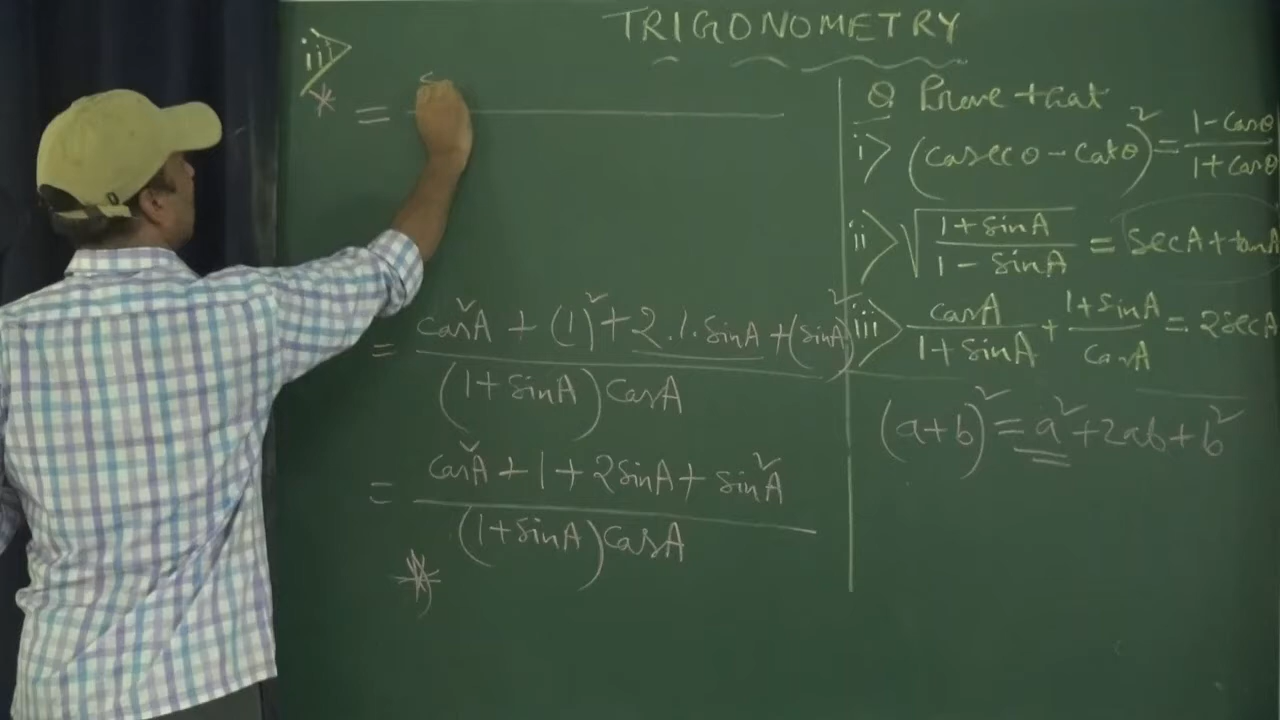 TRIGONOMETRY
iii>
* = s
= cos²A + (1)² + 2.1.sinA + (sinA)²
(1+sinA) cosA
= cos²A + 1 + 2sinA + sin²A
(1+sinA) cosA
*
Q Prove that
i> (cosecθ - cotθ)² = 1-cosθ
1+cosθ
ii> √ 1+sinA = secA+tanA
1-sinA
iii> cosA + 1+sinA = 2secA
1+sinA cosA
(a+b)² = a²+2ab+b²